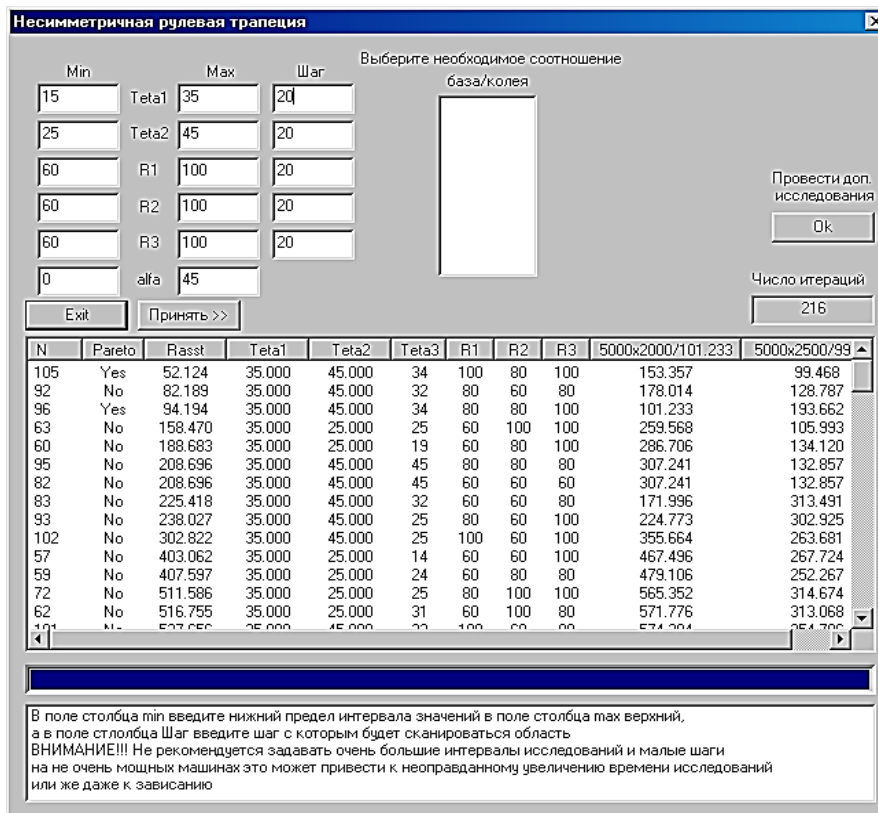 Несимметричная рулевая трапеция
Min Max Шаг
Выберите необходимое соотношение
база/колея
15 Teta1 35 20
25 Teta2 45 20
60 R1 100 20
60 R2 100 20
60 R3 100 20
0 alfa 45
Провести доп.
исследования
Ok
Число итераций
216
Exit Принять >>
N Pareto Rasst Teta1 Teta2 Teta3 R1 R2 R3 5000x2000/101.233 5000x2500/99
105 Yes 52.124 35.000 45.000 34 100 80 100 153.357 99.468
92 No 82.189 35.000 45.000 32 80 60 80 178.014 128.787
96 Yes 94.194 35.000 45.000 34 80 80 100 101.233 193.662
63 No 158.470 35.000 25.000 25 60 100 100 259.568 105.993
60 No 188.683 35.000 25.000 19 60 80 100 286.706 134.120
95 No 208.696 35.000 45.000 45 80 80 80 307.241 132.857
82 No 208.696 35.000 45.000 45 60 60 60 307.241 132.857
83 No 225.418 35.000 45.000 32 60 60 80 171.996 313.491
93 No 238.027 35.000 45.000 25 80 60 100 224.773 302.925
102 No 302.822 35.000 45.000 25 100 60 100 355.664 263.681
57 No 403.062 35.000 25.000 14 60 60 100 467.496 267.724
59 No 407.597 35.000 25.000 24 60 80 80 479.106 252.267
72 No 511.586 35.000 25.000 25 80 100 100 565.352 314.674
62 No 516.755 35.000 25.000 31 60 100 80 571.776 313.068
В поле столбца min введите нижний предел интервала значений в поле столбца max верхний,
а в поле стлолбца Шаг введите шаг с которым будет сканироваться область
ВНИМАНИЕ!!! Не рекомендуется задавать очень большие интервалы исследований и малые шаги
на не очень мощных машинах это может привести к неоправданному увеличению времени исследований
или же даже к зависанию